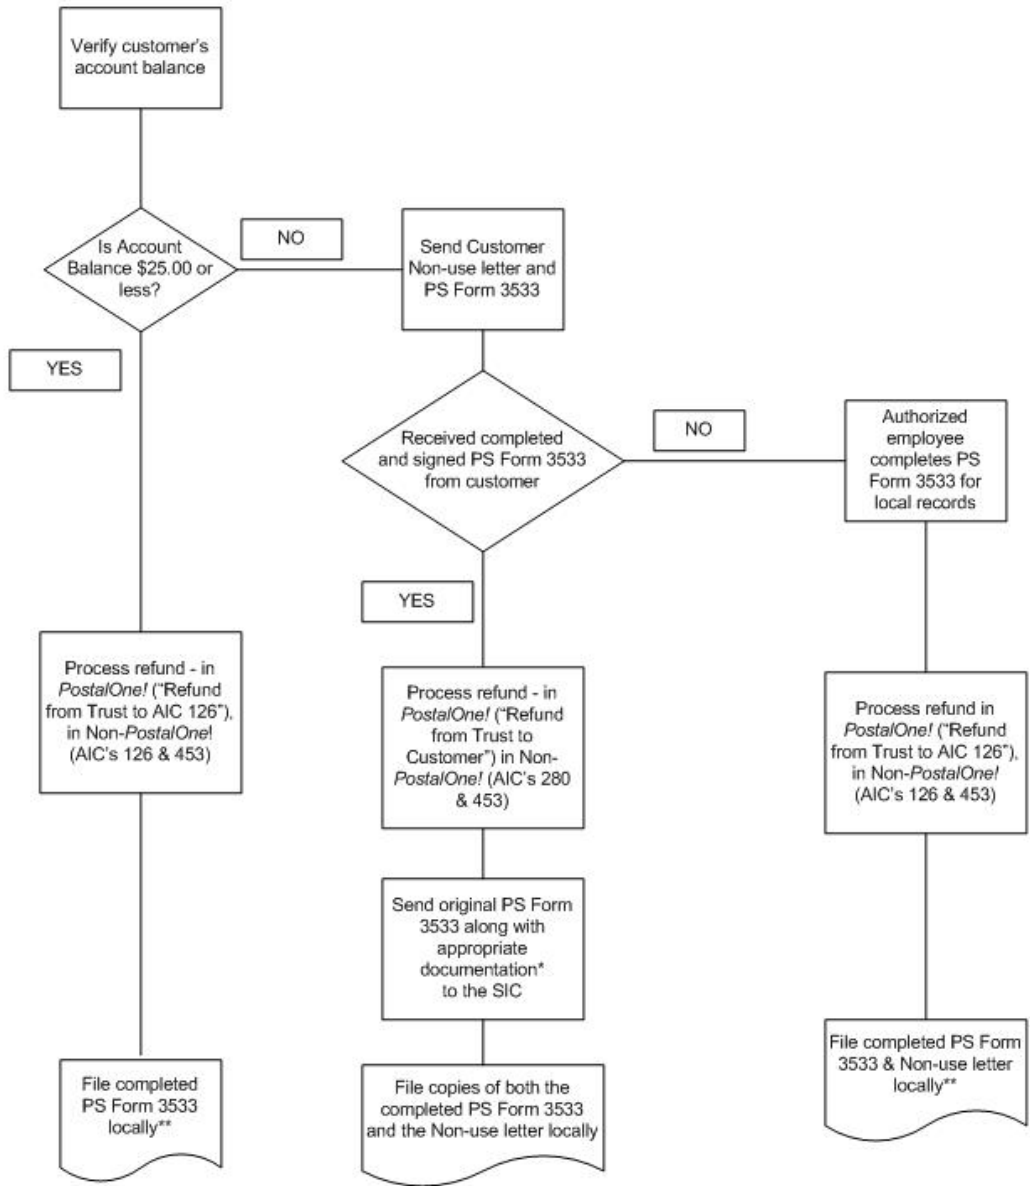 Verify customer's
account balance
Is Account
Balance $25.00 or
less?
NO
Send Customer
Non-use letter and
PS Form 3533
YES
Received completed
and signed PS Form 3533
from customer
NO
Authorized
employee
completes PS
Form 3533 for
local records
YES
Process refund - in
PostalOne! ("Refund
from Trust to AIC 126"),
in Non-PostalOne!
(AIC's 126 & 453)
Process refund - in
PostalOne! ("Refund
from Trust to
Customer") in Non-
PostalOne! (AIC's 280
& 453)
Process refund in
PostalOne! ("Refund
from Trust to AIC 126"),
in Non-PostalOne!
(AIC's 126 & 453)
Send original PS Form
3533 along with
appropriate
documentation*
to the SIC
File completed
PS Form 3533
locally**
File copies of both the
completed PS Form 3533
and the Non-use letter locally
File completed PS Form
3533 & Non-use letter
locally**